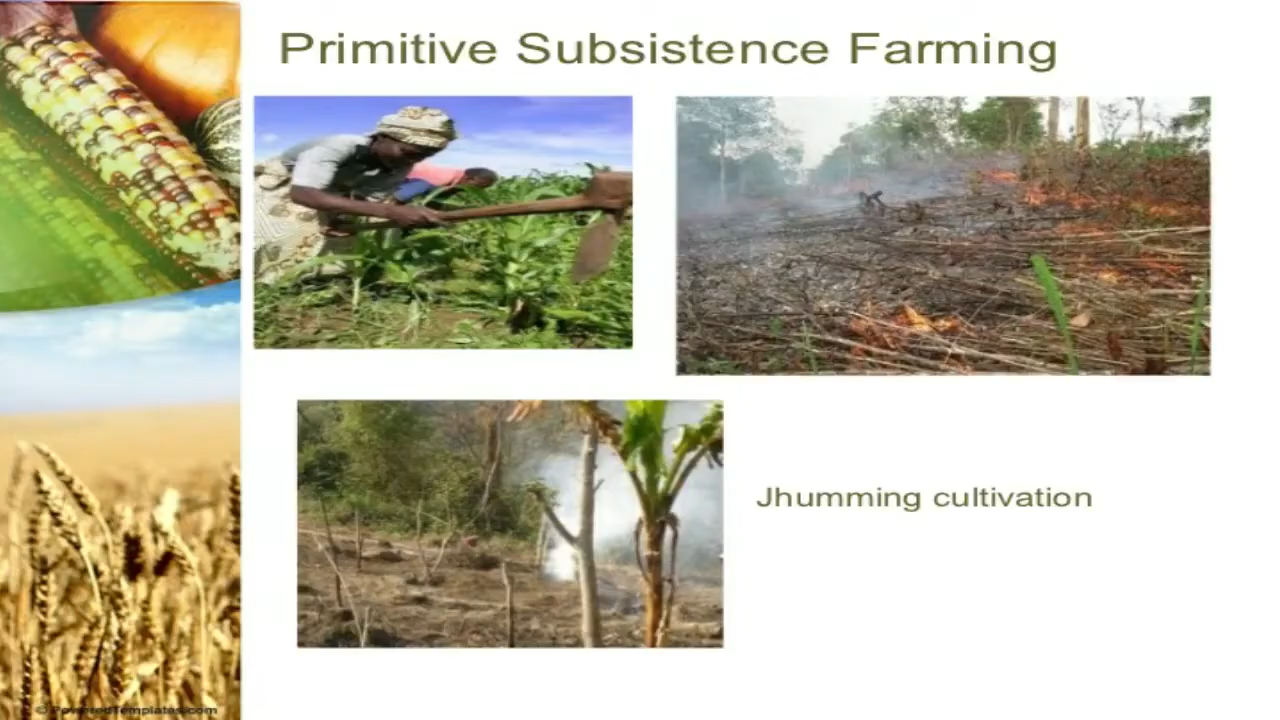 Primitive Subsistence Farming
Jhumming cultivation
© PoweredTemplates.com